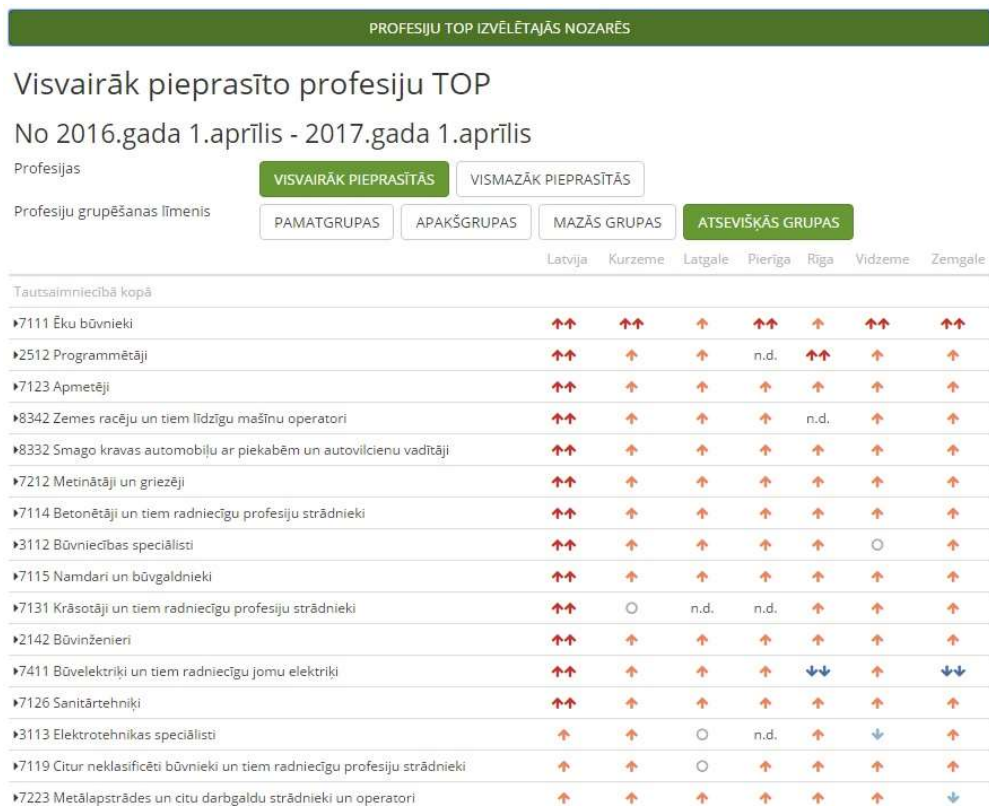 PROFESIJU TOP IZVĒLĒTAJĀS NOZARĒS
Visvairāk pieprasīto profesiju TOP
No 2016.gada 1.aprīlis - 2017.gada 1.aprīlis
Profesijas VISVAIRĀK PIEPRASĪTĀS VISMAZĀK PIEPRASĪTĀS
Profesiju grupēšanas līmenis PAMATGRUPAS APAKŠGRUPAS MAZĀS GRUPAS ATSEVIŠĶĀS GRUPAS
Latvija Kurzeme Latgale Pierīga Rīga Vidzeme Zemgale
Tautsaimniecībā kopā
7111 Ēku būvnieki
2512 Programmētāji n.d.
7123 Apmetēji
8342 Zemes racēju un tiem līdzīgu mašīnu operatori n.d.
8332 Smago kravas automobiļu ar piekabēm un autovilcienu vadītāji
7212 Metinātāji un griezēji
7114 Betonētāji un tiem radniecīgu profesiju strādnieki
3112 Būvniecības speciālisti
7115 Namdari un būvgaldnieki
7131 Krāsotāji un tiem radniecīgu profesiju strādnieki n.d. n.d.
2142 Būvinženieri
7411 Būvelektriķi un tiem radniecīgu jomu elektriķi
7126 Sanitārtehniķi
3113 Elektrotehnikas speciālisti n.d.
7119 Citur neklasificēti būvnieki un tiem radniecīgu profesiju strādnieki
7223 Metālapstrādes un citu darbgaldu strādnieki un operatori